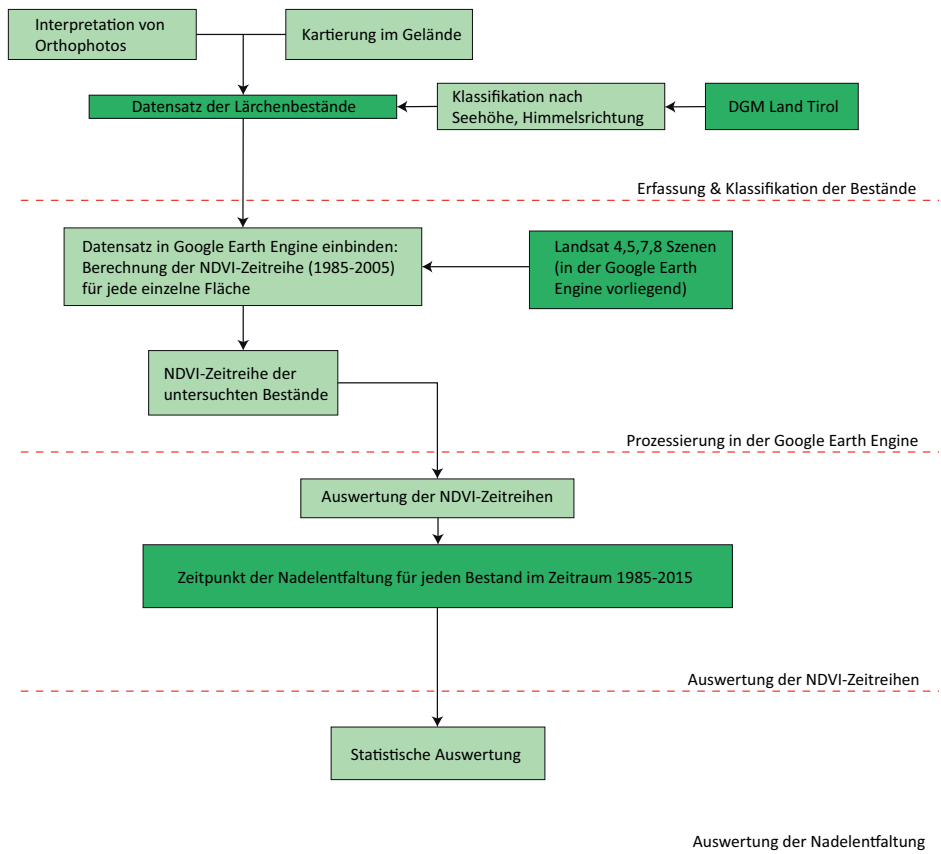 Interpretation von
Orthophotos
Kartierung im Gelände
Datensatz der Lärchenbestände
Klassifikation nach
Seehöhe, Himmelsrichtung
DGM Land Tirol
Erfassung & Klassifikation der Bestände
Datensatz in Google Earth Engine einbinden:
Berechnung der NDVI-Zeitreihe (1985-2005)
für jede einzelne Fläche
Landsat 4,5,7,8 Szenen
(in der Google Earth
Engine vorliegend)
NDVI-Zeitreihe der
untersuchten Bestände
Prozessierung in der Google Earth Engine
Auswertung der NDVI-Zeitreihen
Zeitpunkt der Nadelentfaltung für jeden Bestand im Zeitraum 1985-2015
Auswertung der NDVI-Zeitreihen
Statistische Auswertung
Auswertung der Nadelentfaltung